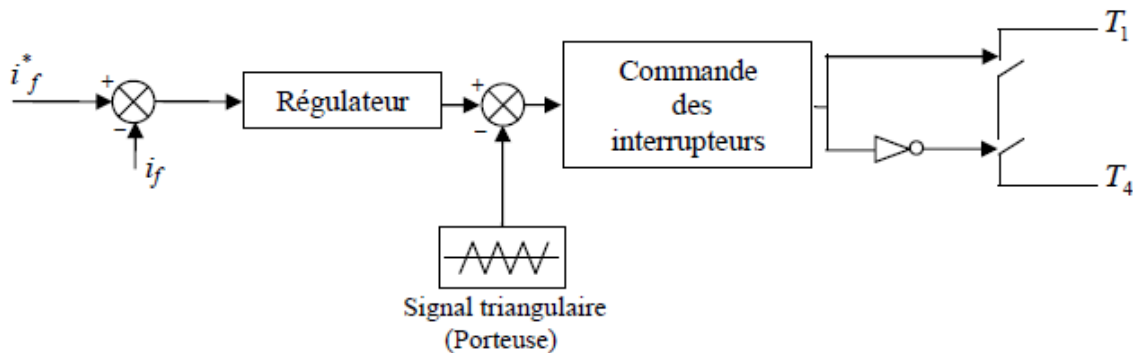 i*f
+
−
if
Régulateur
+
−
Commande
des
interrupteurs
T1
T4
Signal triangulaire
(Porteuse)